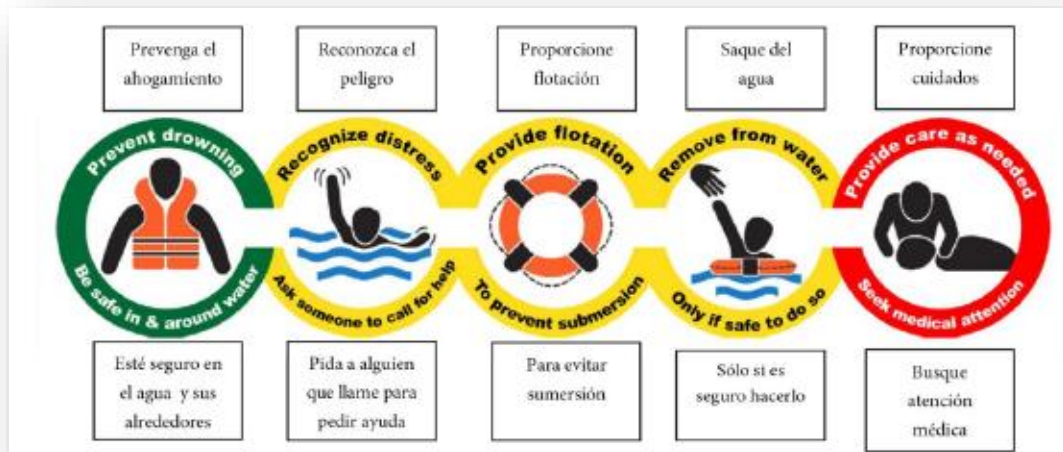 Prevenga el
ahogamiento
Reconozca el
peligro
Proporcione
flotación
Saque del
agua
Proporcione
cuidados
Prevent drowning
Be safe in & around water
Recognize distress
Ask someone to call for help
Provide flotation
To prevent submersion
Remove from water
Only if safe to do so
Provide care as needed
Seek medical attention
Esté seguro en
el agua y sus
alrededores
Pida a alguien
que llame para
pedir ayuda
Para evitar
sumersión
Sólo si es
seguro hacerlo
Busque
atención
médica